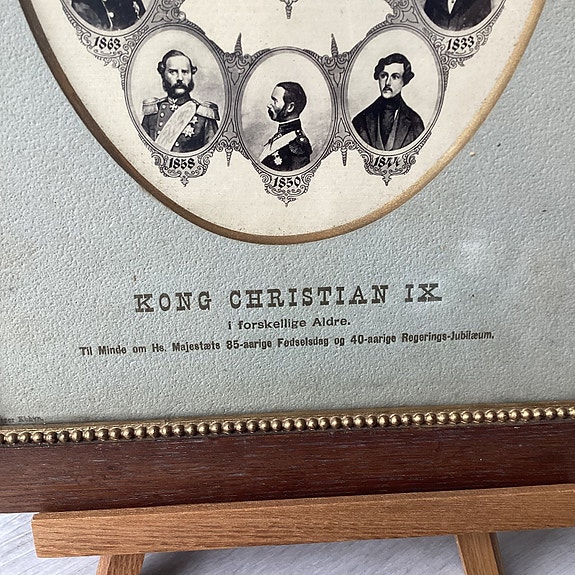 1863
1833
1858
1850
1844
KONG CHRISTIAN IX
i forskellige Aldre.
Til Minde om Hs. Majestæts 85-aarige Fødselsdag og 40-aarige Regerings-Jubilæum.